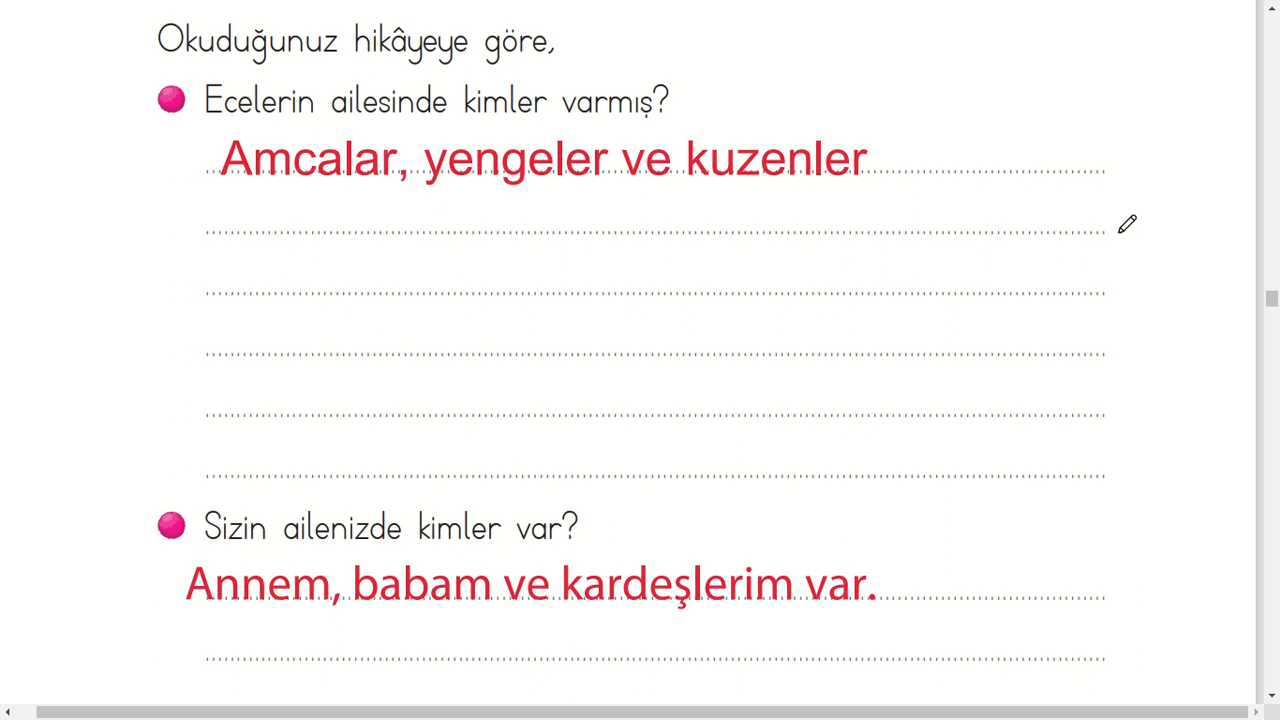 Okuduğunuz hikâyeye göre,
Ecelerin ailesinde kimler varmış?
Amcalar, yengeler ve kuzenler
Sizin ailenizde kimler var?
Annem, babam ve kardeşlerim var.